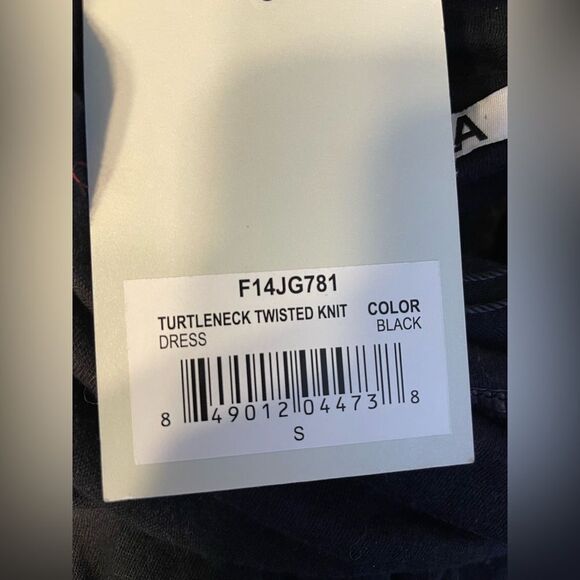 A
F14JG781
TURTLENECK TWISTED KNIT COLOR
DRESS BLACK
8 49012 04473 8
S